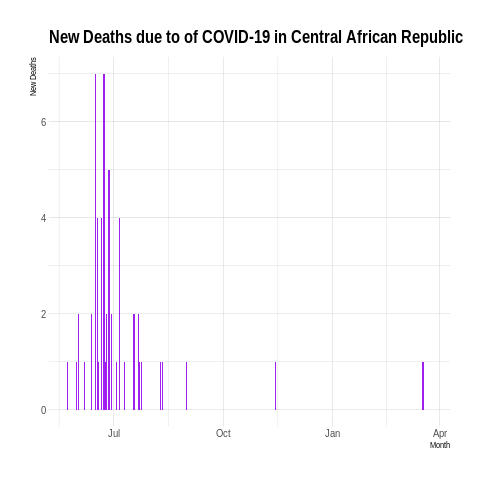 New Deaths due to of COVID-19 in Central African Republic
New Deaths
6
4
2
0
Jul Oct Jan Apr
Month